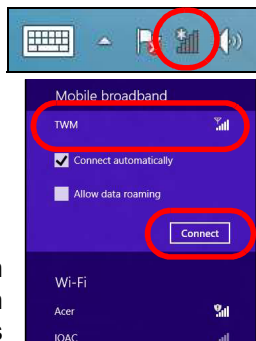 Mobile broadband
TWM
Connect automatically
Allow data roaming
Connect
Wi-Fi
Acer
IOAC